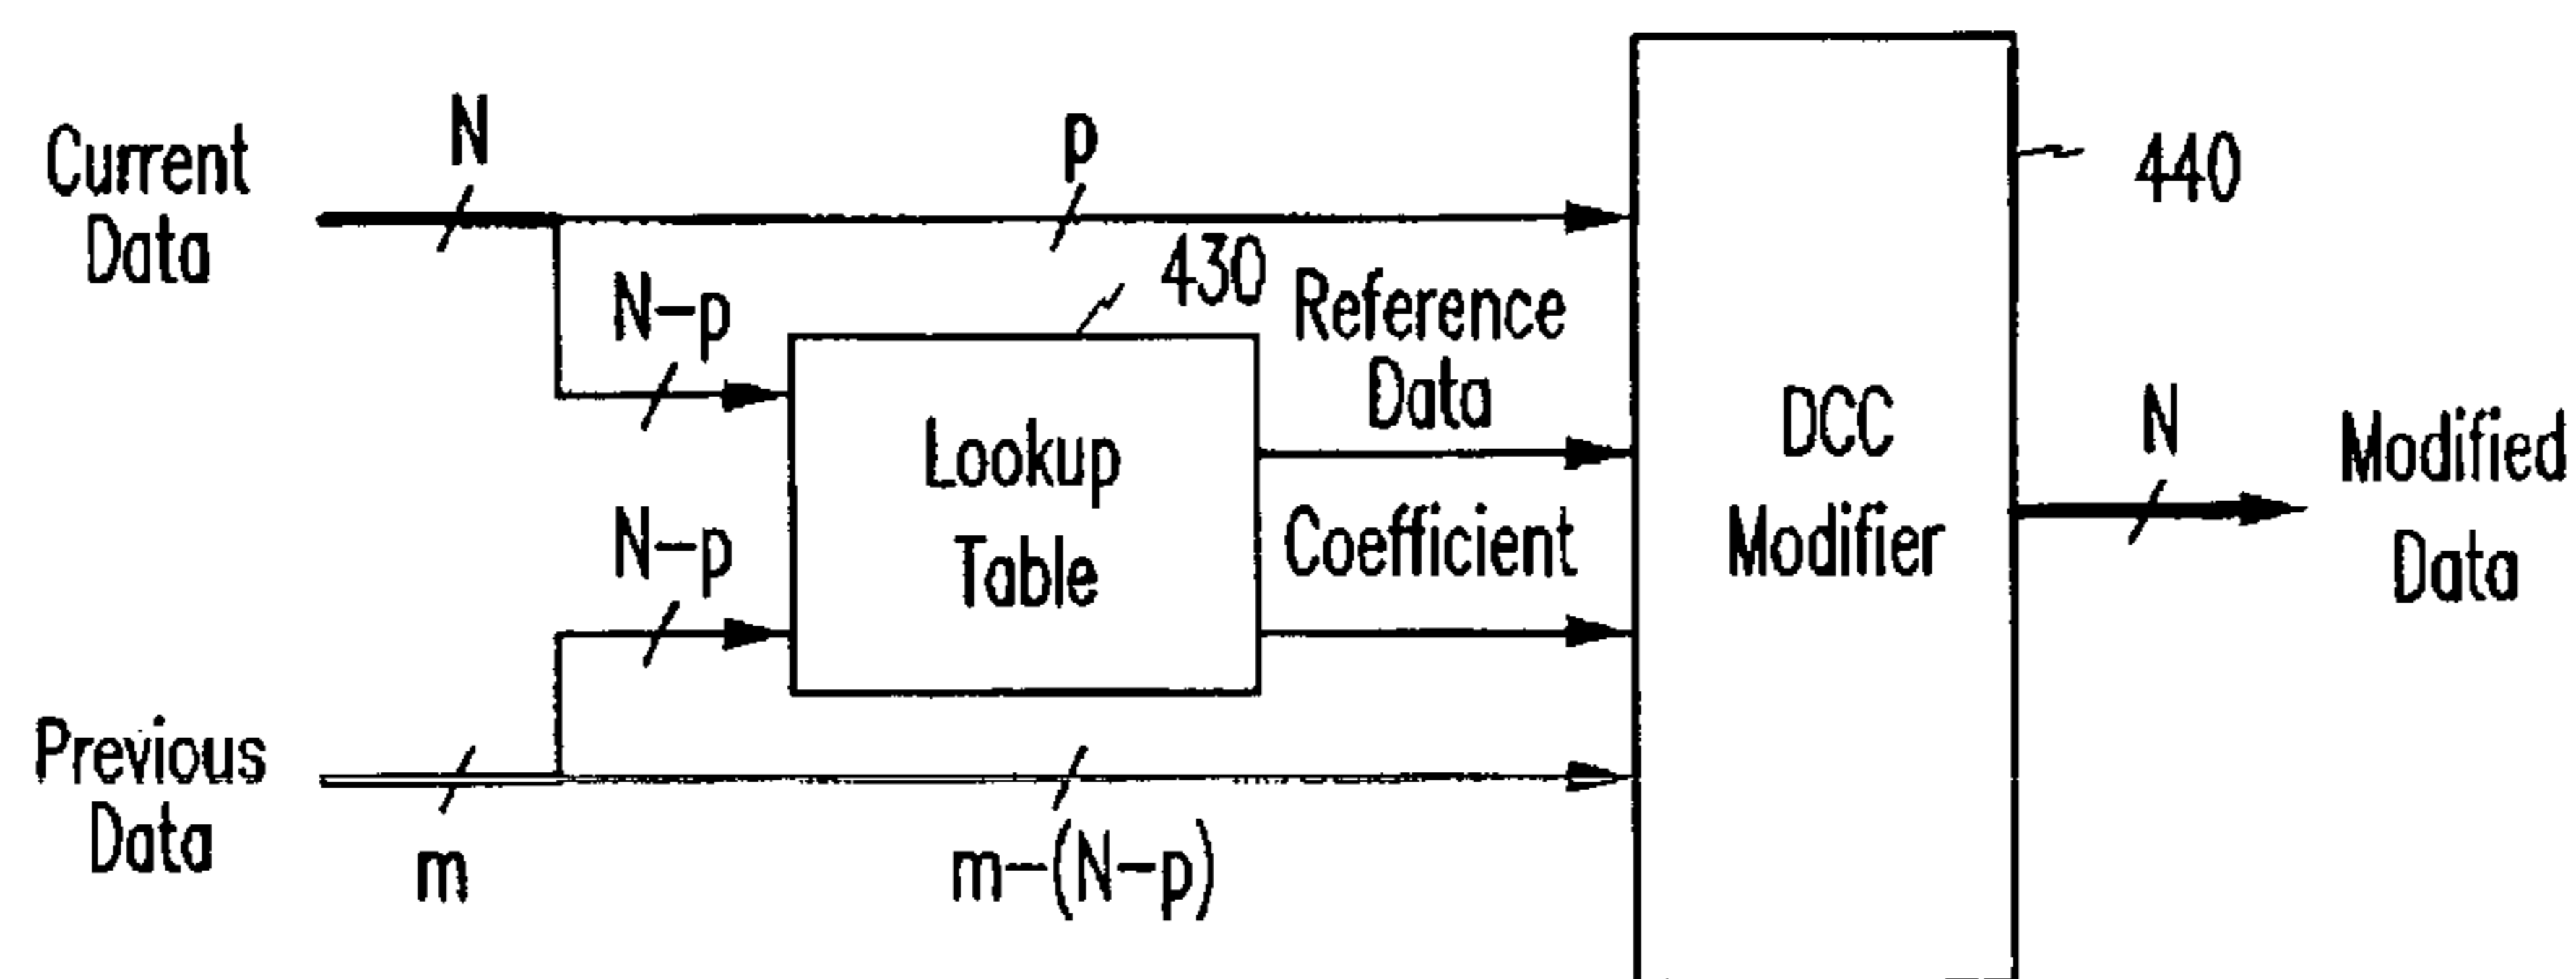 N
p
Current
Data
440
430
N-p
Reference
Data
Lookup
Table
DCC
Modifier
N
Modified
Data
N-p
Coefficient
Previous
Data
m
m-(N-p)